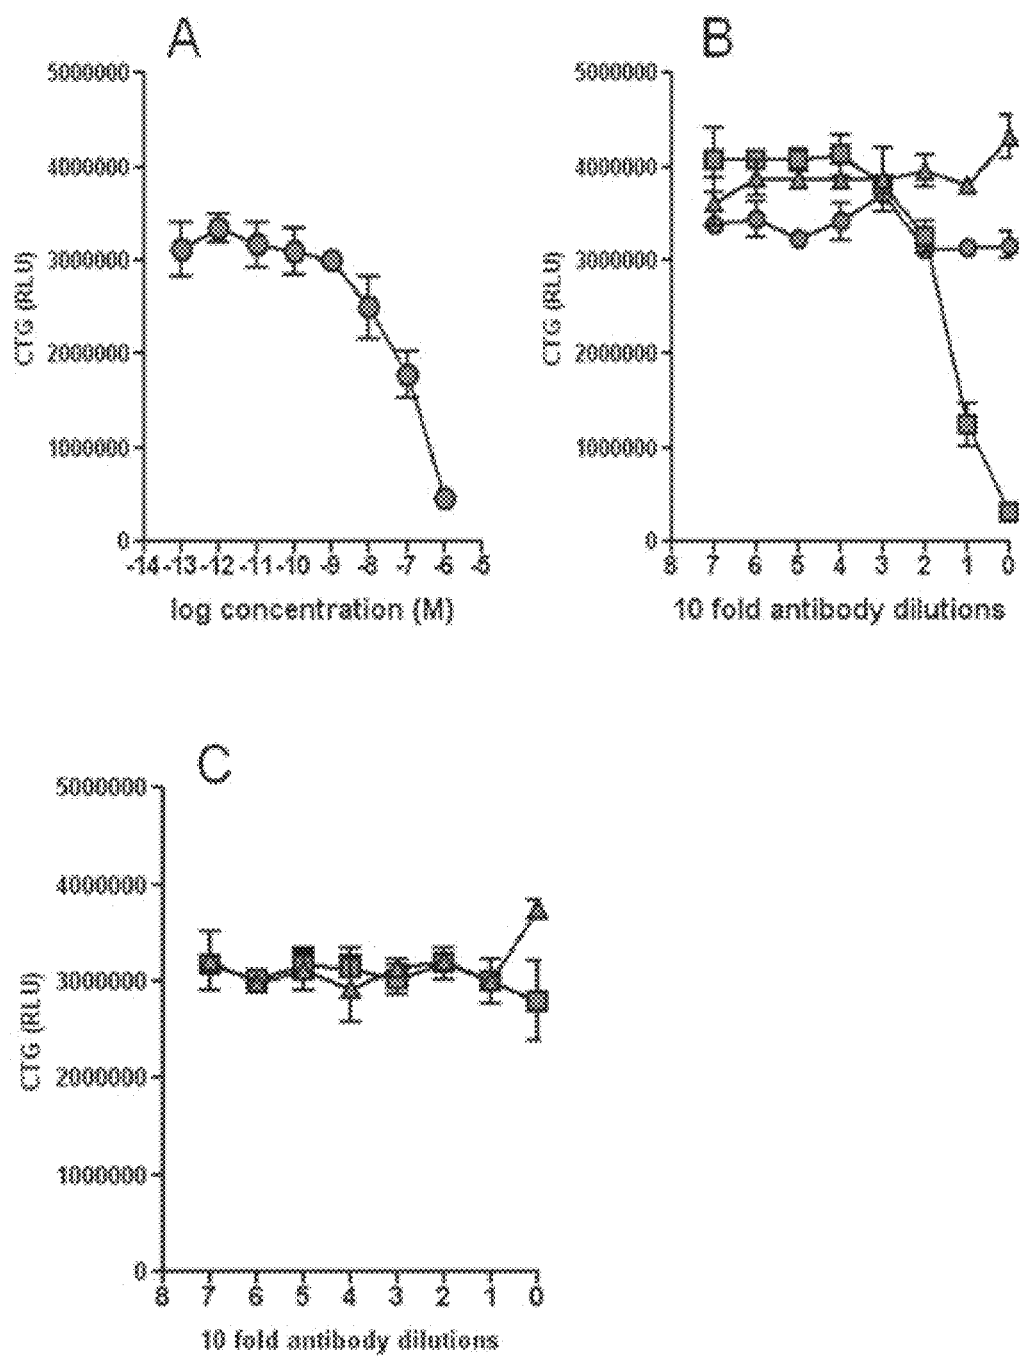 A
5000000
4000000
3000000
2000000
1000000
0
CTG (RLU)
-14 -13 -12 -11 -10 -9 -8 -7 -6 -5
log concentration (M)
B
5000000
4000000
3000000
2000000
1000000
0
CTG (RLU)
8 7 6 5 4 3 2 1 0
10 fold antibody dilutions
C
5000000
4000000
3000000
2000000
1000000
0
CTG (RLU)
8 7 6 5 4 3 2 1 0
10 fold antibody dilutions